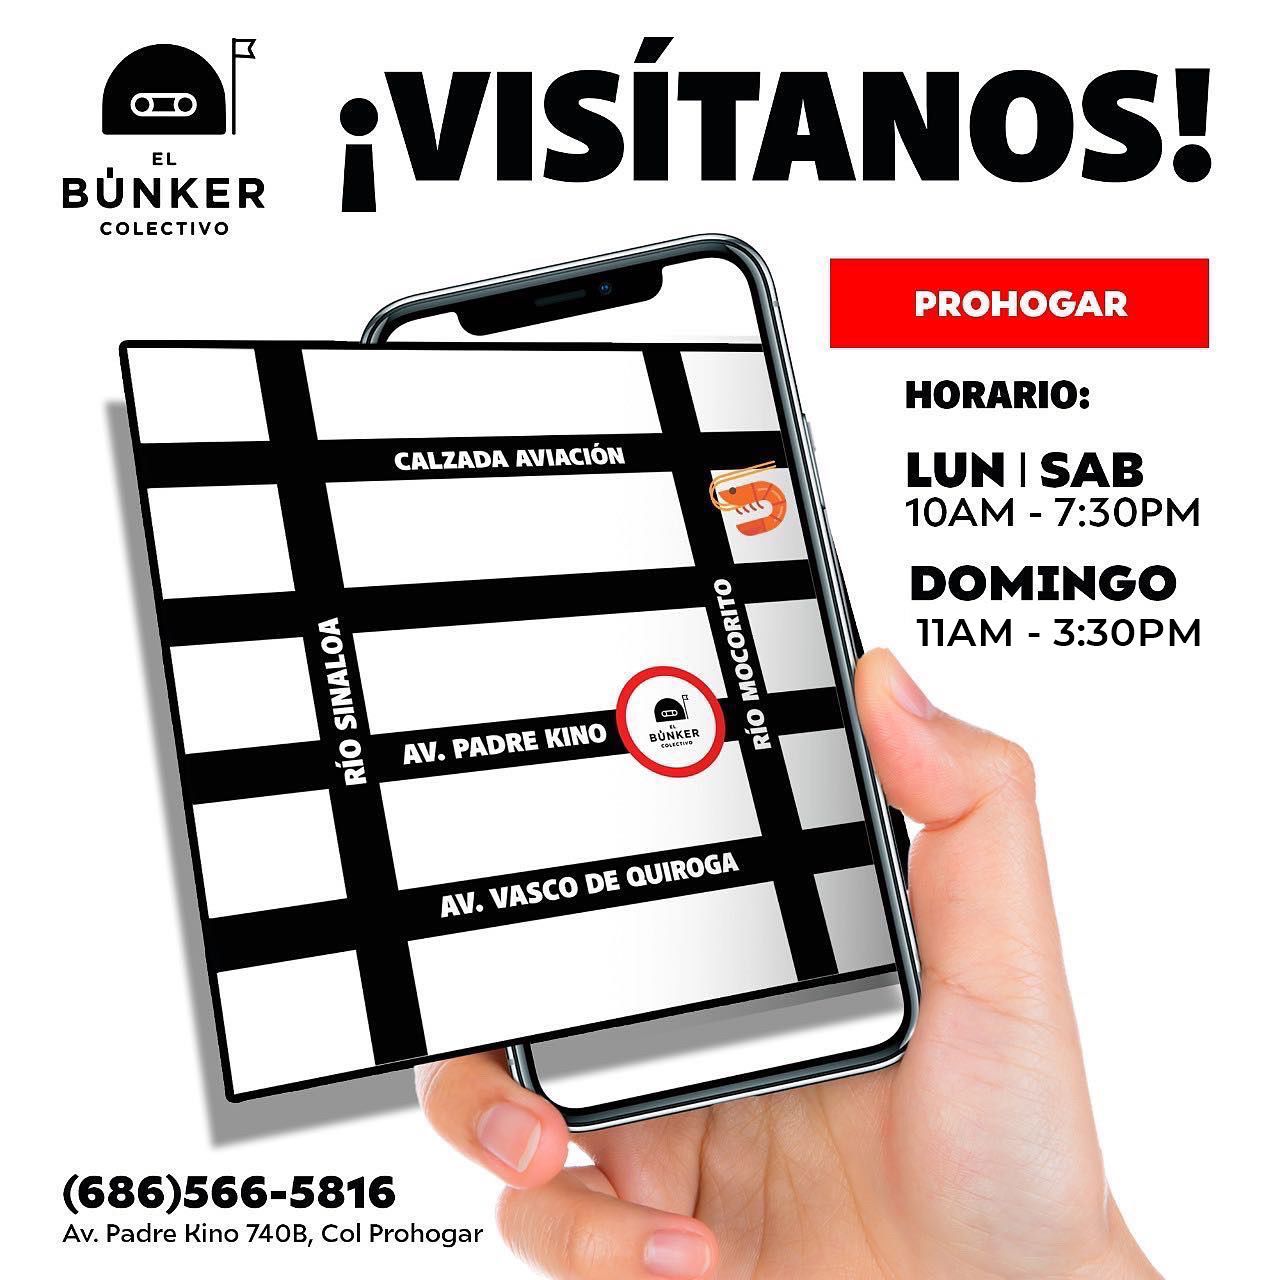 EL
BÚNKER
COLECTIVO
¡VISÍTANOS!
PROHOGAR
HORARIO:
LUN | SAB
10AM - 7:30PM
DOMINGO
11AM - 3:30PM
CALZADA AVIACIÓN
RÍO SINALOA
RÍO MOCORITO
AV. PADRE KINO
EL
BÚNKER
COLECTIVO
AV. VASCO DE QUIROGA
(686)566-5816
Av. Padre Kino 740B, Col Prohogar